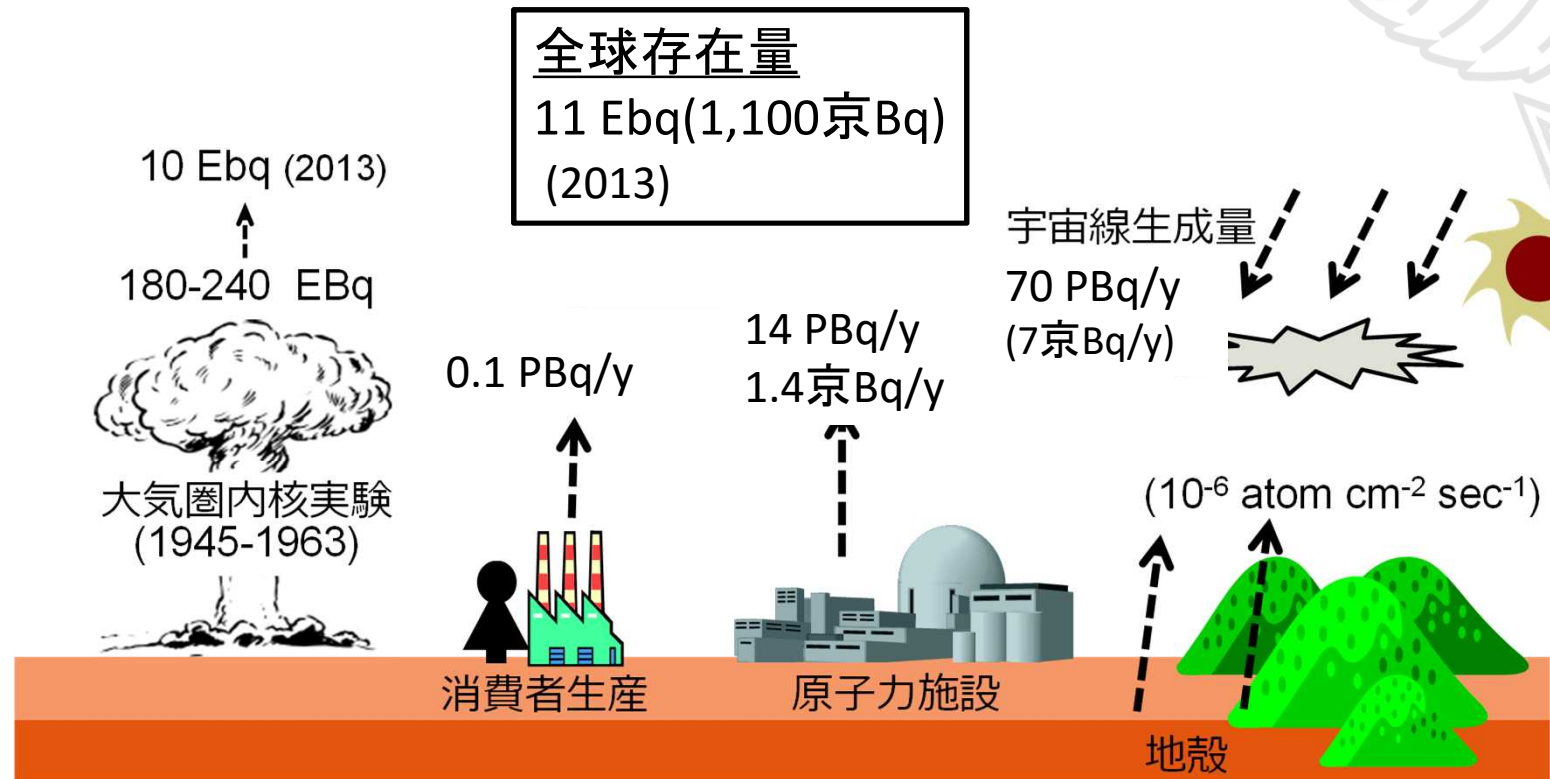 全球存在量
11 Ebq(1,100京Bq)
(2013)
10 Ebq (2013)
180-240 EBq
大気圏内核実験
(1945-1963)
0.1 PBq/y
消費者生産
14 PBq/y
1.4京Bq/y
原子力施設
宇宙線生成量
70 PBq/y
(7京Bq/y)
(10⁻⁶ atom cm⁻² sec⁻¹)
地殻